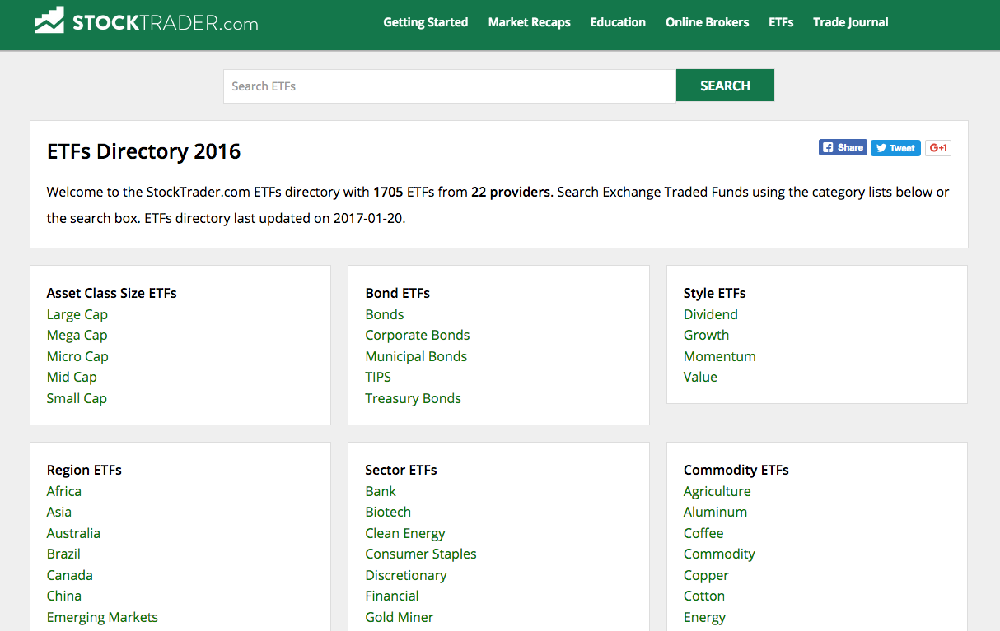 STOCKTRADER.com
Getting Started Market Recaps Education Online Brokers ETFs Trade Journal
Search ETFs
SEARCH
ETFs Directory 2016
Share Tweet G+1
Welcome to the StockTrader.com ETFs directory with 1705 ETFs from 22 providers. Search Exchange Traded Funds using the category lists below or
the search box. ETFs directory last updated on 2017-01-20.
Asset Class Size ETFs
Large Cap
Mega Cap
Micro Cap
Mid Cap
Small Cap
Bond ETFs
Bonds
Corporate Bonds
Municipal Bonds
TIPS
Treasury Bonds
Style ETFs
Dividend
Growth
Momentum
Value
Region ETFs
Africa
Asia
Australia
Brazil
Canada
China
Emerging Markets
Sector ETFs
Bank
Biotech
Clean Energy
Consumer Staples
Discretionary
Financial
Gold Miner
Commodity ETFs
Agriculture
Aluminum
Coffee
Commodity
Copper
Cotton
Energy